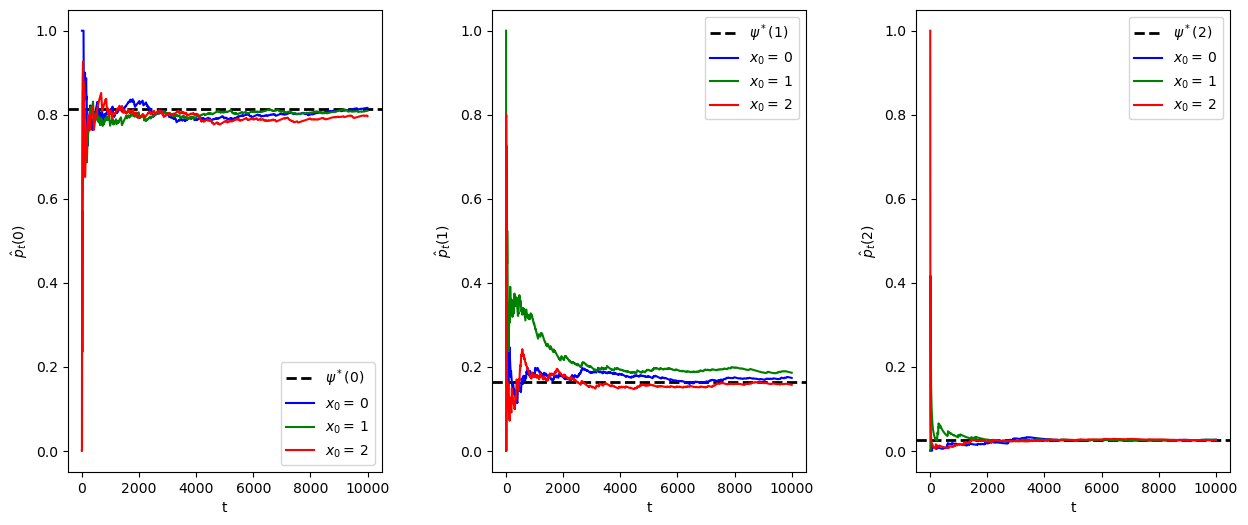 1.0
0.8
0.6
0.4
0.2
0.0
p̂ₜ(0)
ψ*(0)
x₀ = 0
x₀ = 1
x₀ = 2
0 2000 4000 6000 8000 10000
t
1.0
0.8
0.6
0.4
0.2
0.0
p̂ₜ(1)
ψ*(1)
x₀ = 0
x₀ = 1
x₀ = 2
0 2000 4000 6000 8000 10000
t
1.0
0.8
0.6
0.4
0.2
0.0
p̂ₜ(2)
ψ*(2)
x₀ = 0
x₀ = 1
x₀ = 2
0 2000 4000 6000 8000 10000
t